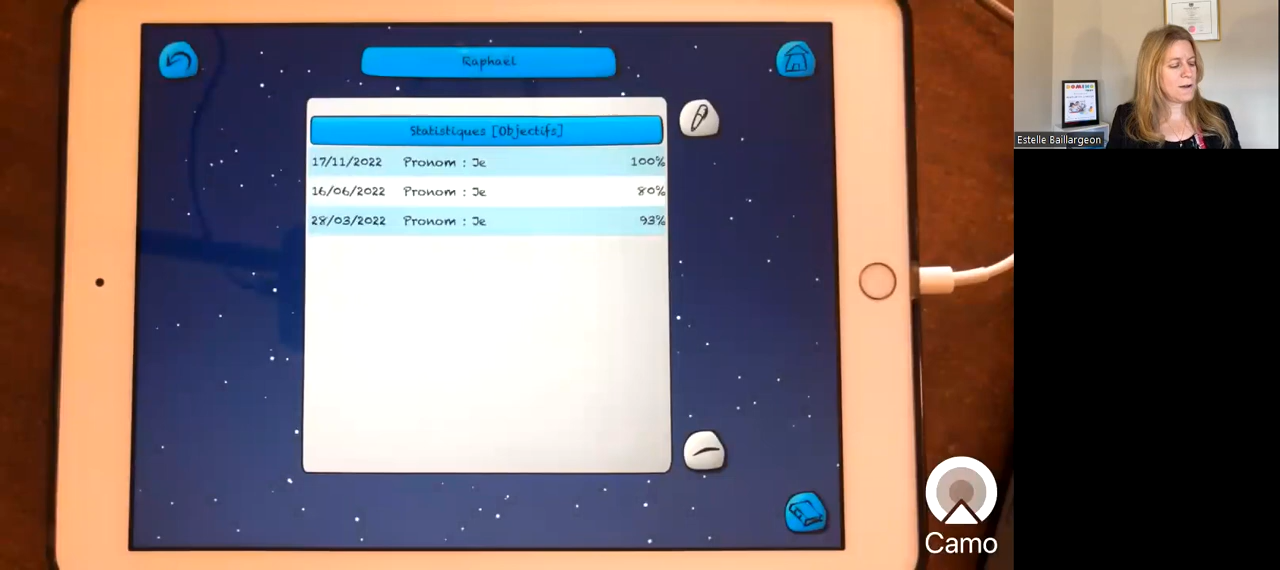 Raphaël
Statistiques [Objectifs]
17/11/2022 Pronom : Je 100%
16/06/2022 Pronom : Je 80%
28/03/2022 Pronom : Je 93%
Estelle Baillargeon
Camo